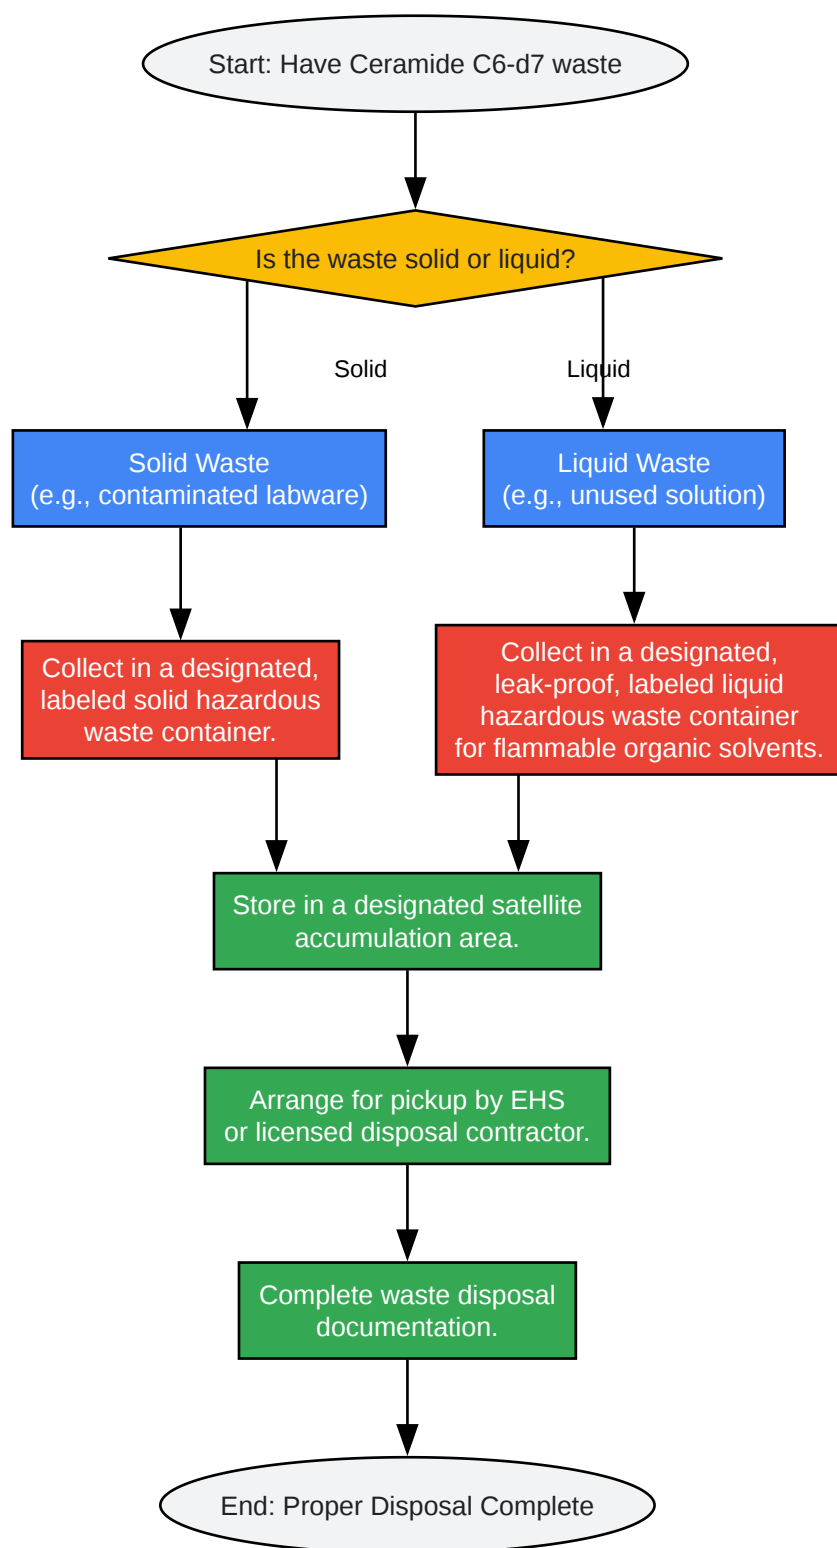 Start: Have Ceramide C6-d7 waste
Is the waste solid or liquid?
Solid
Liquid
Solid Waste
(e.g., contaminated labware)
Liquid Waste
(e.g., unused solution)
Collect in a designated,
labeled solid hazardous
waste container.
Collect in a designated,
leak-proof, labeled liquid
hazardous waste container
for flammable organic solvents.
Store in a designated satellite
accumulation area.
Arrange for pickup by EHS
or licensed disposal contractor.
Complete waste disposal
documentation.
End: Proper Disposal Complete